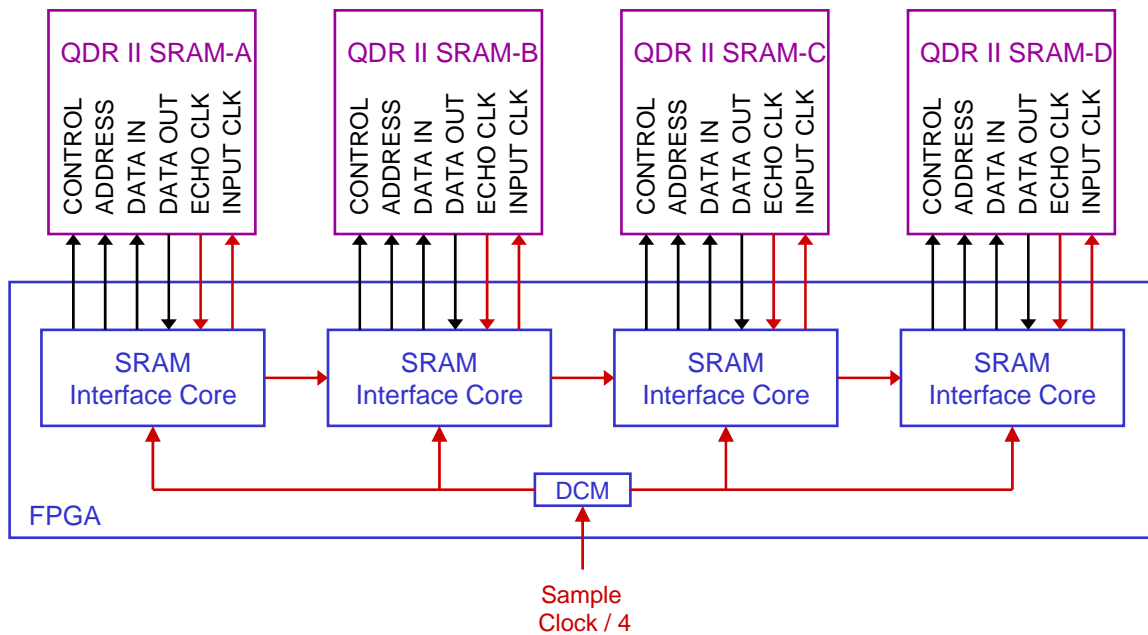 QDR II SRAM-A
CONTROL
ADDRESS
DATA IN
DATA OUT
ECHO CLK
INPUT CLK
QDR II SRAM-B
CONTROL
ADDRESS
DATA IN
DATA OUT
ECHO CLK
INPUT CLK
QDR II SRAM-C
CONTROL
ADDRESS
DATA IN
DATA OUT
ECHO CLK
INPUT CLK
QDR II SRAM-D
CONTROL
ADDRESS
DATA IN
DATA OUT
ECHO CLK
INPUT CLK
SRAM
Interface Core
SRAM
Interface Core
SRAM
Interface Core
SRAM
Interface Core
DCM
FPGA
Sample
Clock / 4